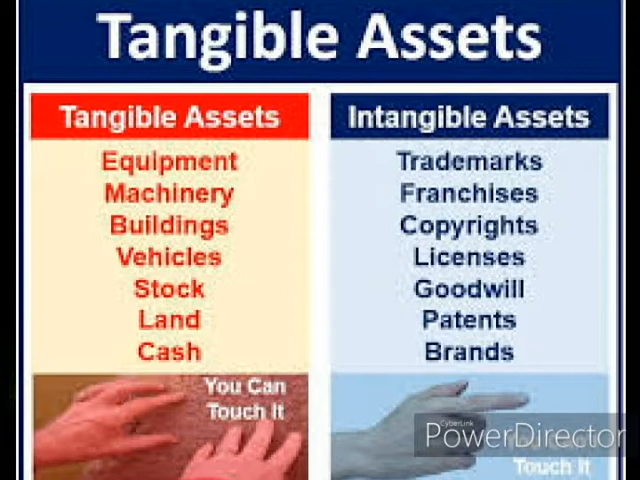 Tangible Assets
Tangible Assets
Equipment
Machinery
Buildings
Vehicles
Stock
Land
Cash
You Can
Touch It
Intangible Assets
Trademarks
Franchises
Copyrights
Licenses
Goodwill
Patents
Brands
CyberLink
PowerDirector
Touch It